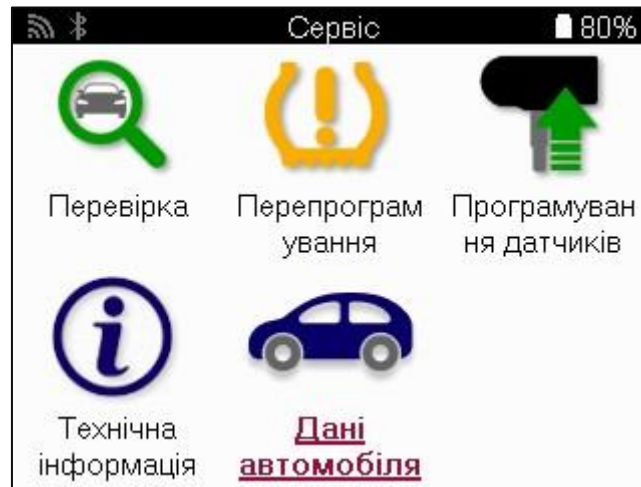 Сервіс 80%
Перевірка
Перепрограм
ування
Програмуван
ня датчиків
Технічна
інформація
Дані
автомобіля